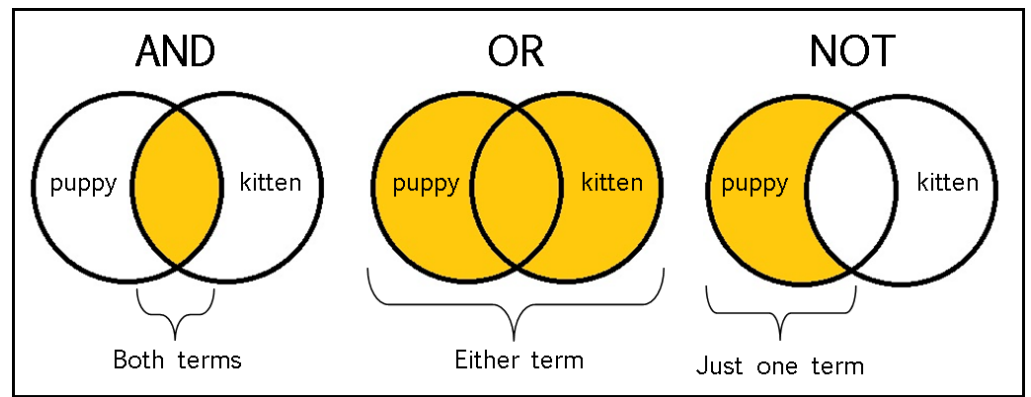 AND
puppy kitten
Both terms
OR
puppy kitten
Either term
NOT
puppy kitten
Just one term